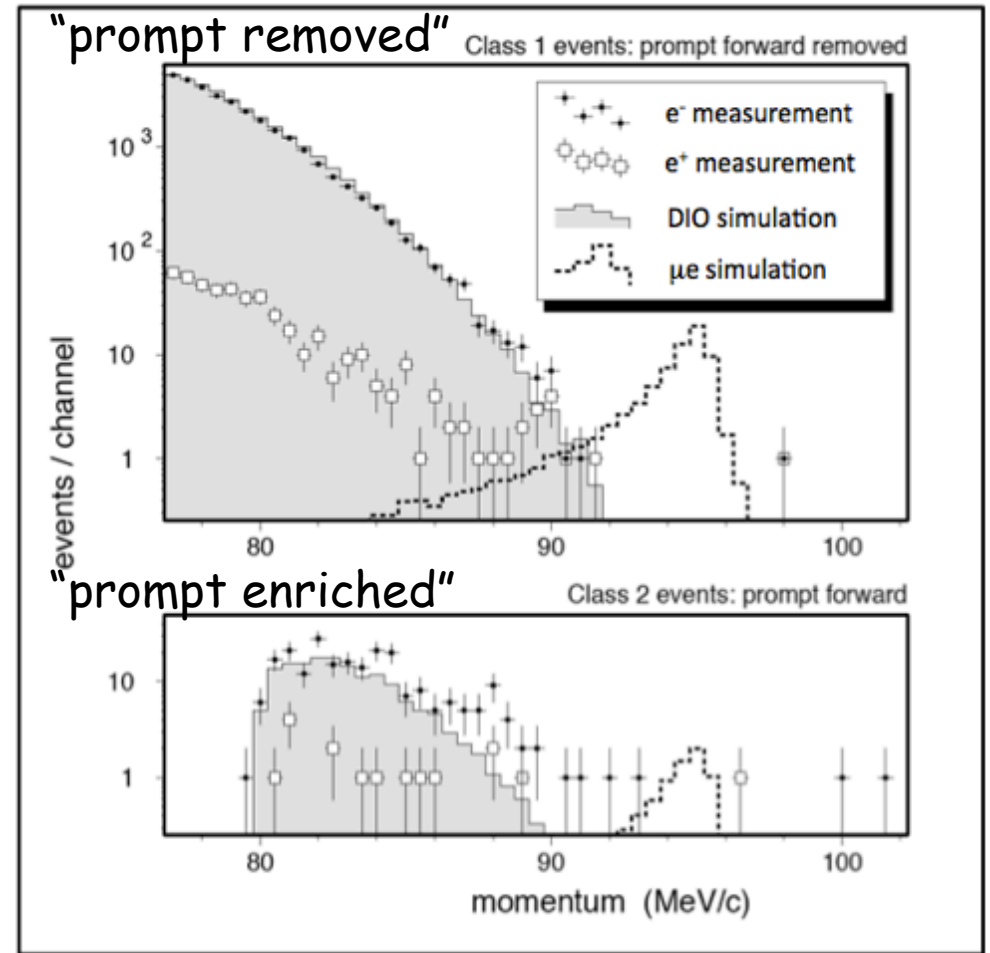 “prompt removed”
Class 1 events: prompt forward removed
e⁻ measurement
e⁺ measurement
DIO simulation
μe simulation
events / channel
10³
10²
10
1
80
90
100
“prompt enriched”
Class 2 events: prompt forward
10
1
80
90
100
momentum (MeV/c)